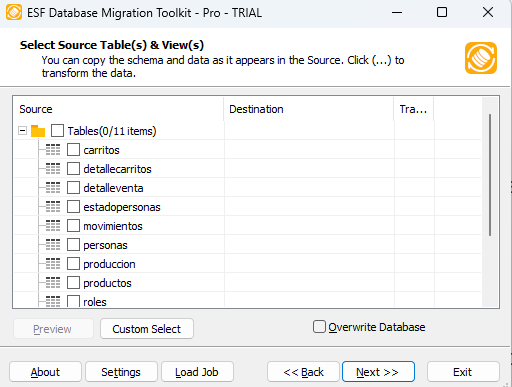 ESF Database Migration Toolkit - Pro - TRIAL
Select Source Table(s) & View(s)
You can copy the schema and data as it appears in the Source. Click (...) to
transform the data.
Source Destination Tra...
Tables(0/11 items)
carritos
detallecarritos
detalleventa
estadopersonas
movimientos
personas
produccion
productos
roles
Preview Custom Select Overwrite Database
About Settings Load Job << Back Next >> Exit